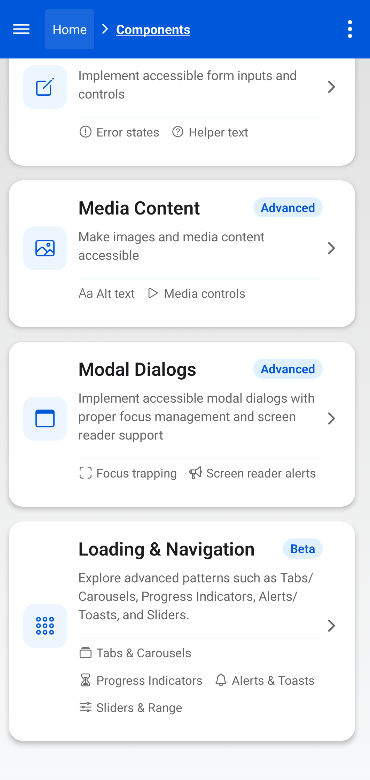 Home
Components
Implement accessible form inputs and
controls
Error states
Helper text
Media Content
Advanced
Make images and media content
accessible
Aa Alt text
Media controls
Modal Dialogs
Advanced
Implement accessible modal dialogs with
proper focus management and screen
reader support
Focus trapping
Screen reader alerts
Loading & Navigation
Beta
Explore advanced patterns such as Tabs/
Carousels, Progress Indicators, Alerts/
Toasts, and Sliders.
Tabs & Carousels
Progress Indicators
Alerts & Toasts
Sliders & Range